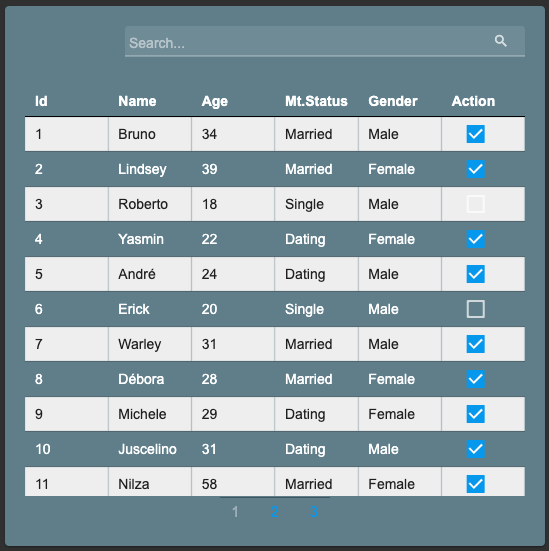 Search...
Id Name Age Mt.Status Gender Action
1 Bruno 34 Married Male
2 Lindsey 39 Married Female
3 Roberto 18 Single Male
4 Yasmin 22 Dating Female
5 André 24 Dating Male
6 Erick 20 Single Male
7 Warley 31 Married Male
8 Débora 28 Married Female
9 Michele 29 Dating Female
10 Juscelino 31 Dating Male
11 Nilza 58 Married Female
1 2 3